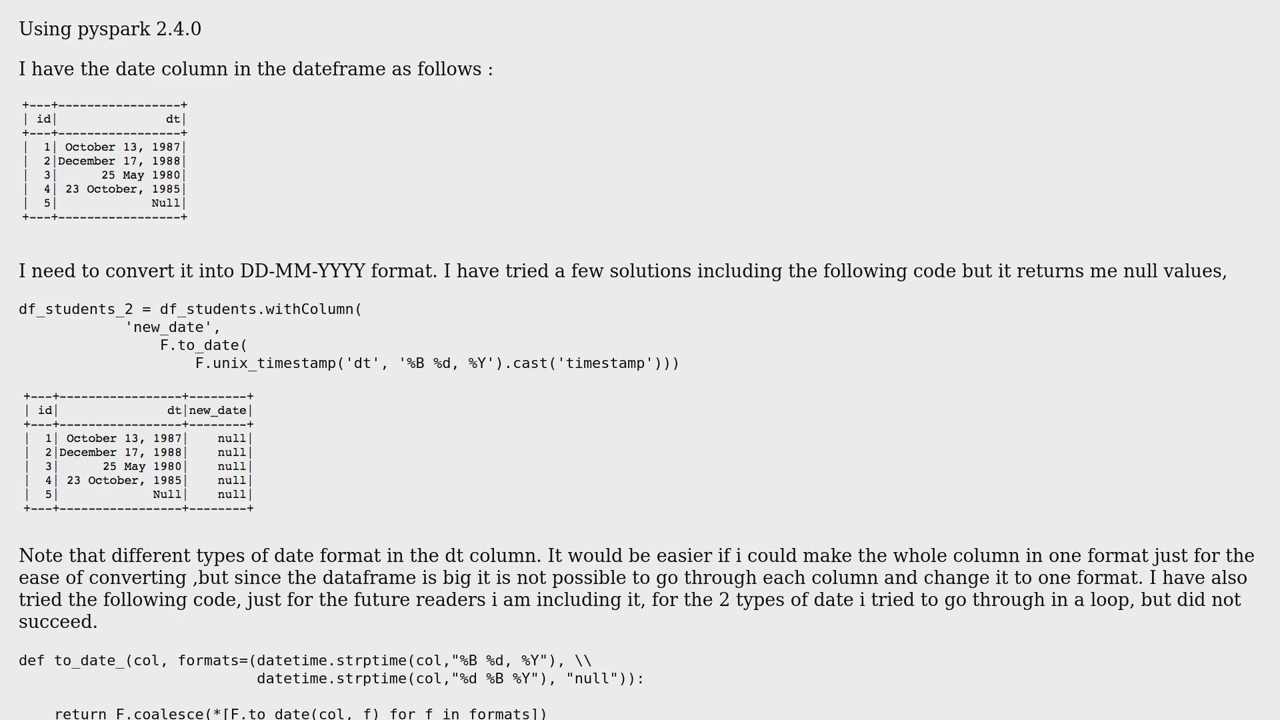 Using pyspark 2.4.0
I have the date column in the dateframe as follows :
+---+-----------------+
| id|               dt|
+---+-----------------+
|  1| October 13, 1987|
|  2|December 17, 1988|
|  3|      25 May 1980|
|  4| 23 October, 1985|
|  5|             Null|
+---+-----------------+
I need to convert it into DD-MM-YYYY format. I have tried a few solutions including the following code but it returns me null values,
df_students_2 = df_students.withColumn(
            'new_date',
                F.to_date(
                    F.unix_timestamp('dt', '%B %d, %Y').cast('timestamp')))
+---+-----------------+--------+
| id|               dt|new_date|
+---+-----------------+--------+
|  1| October 13, 1987|    null|
|  2|December 17, 1988|    null|
|  3|      25 May 1980|    null|
|  4| 23 October, 1985|    null|
|  5|             Null|    null|
+---+-----------------+--------+
Note that different types of date format in the dt column. It would be easier if i could make the whole column in one format just for the
ease of converting ,but since the dataframe is big it is not possible to go through each column and change it to one format. I have also
tried the following code, just for the future readers i am including it, for the 2 types of date i tried to go through in a loop, but did not
succeed.
def to_date_(col, formats=(datetime.strptime(col,"%B %d, %Y"), \\
                           datetime.strptime(col,"%d %B %Y"), "null")):
    return F.coalesce(*[F.to_date(col, f) for f in formats])